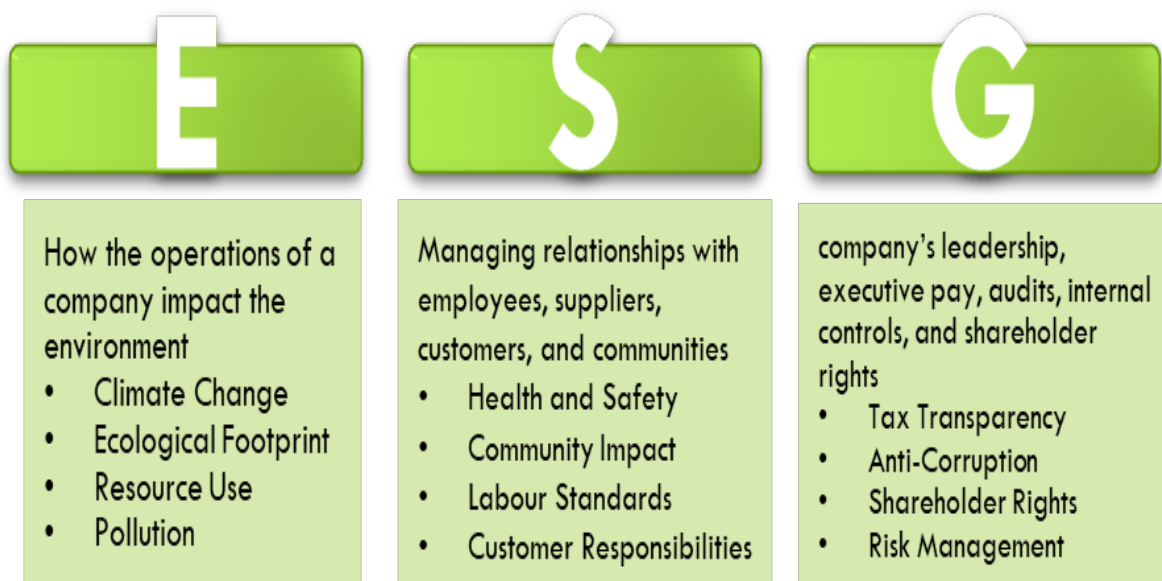 E
How the operations of a
company impact the
environment
• Climate Change
• Ecological Footprint
• Resource Use
• Pollution
S
Managing relationships with
employees, suppliers,
customers, and communities
• Health and Safety
• Community Impact
• Labour Standards
• Customer Responsibilities
G
company’s leadership,
executive pay, audits, internal
controls, and shareholder
rights
• Tax Transparency
• Anti-Corruption
• Shareholder Rights
• Risk Management